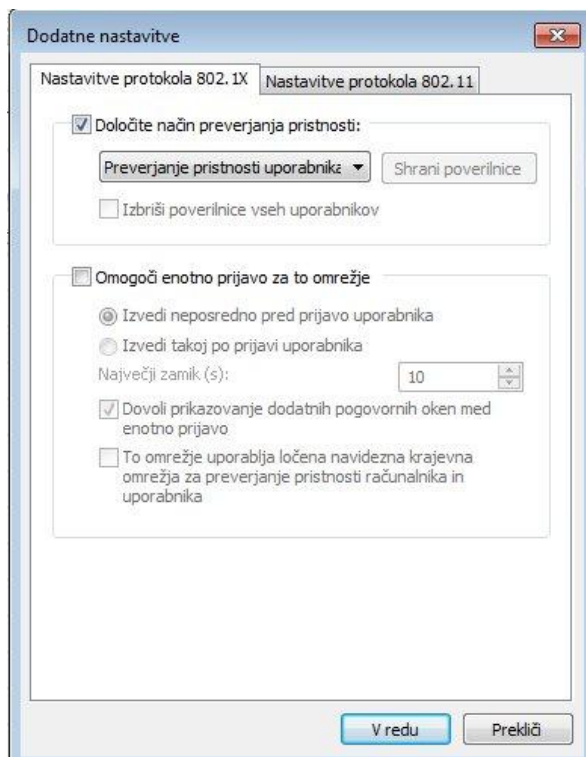 Dodatne nastavitve
Nastavitve protokola 802.1X
Nastavitve protokola 802.11
Določite način preverjanja pristnosti:
Preverjanje pristnosti uporabnika
Shrani poverilnice
Izbriši poverilnice vseh uporabnikov
Omogoči enotno prijavo za to omrežje
Izvedi neposredno pred prijavo uporabnika
Izvedi takoj po prijavi uporabnika
Največji zamik (s):
10
Dovoli prikazovanje dodatnih pogovornih oken med
enotno prijavo
To omrežje uporablja ločena navidezna krajevna
omrežja za preverjanje pristnosti računalnika in
uporabnika
V redu
Prekliči